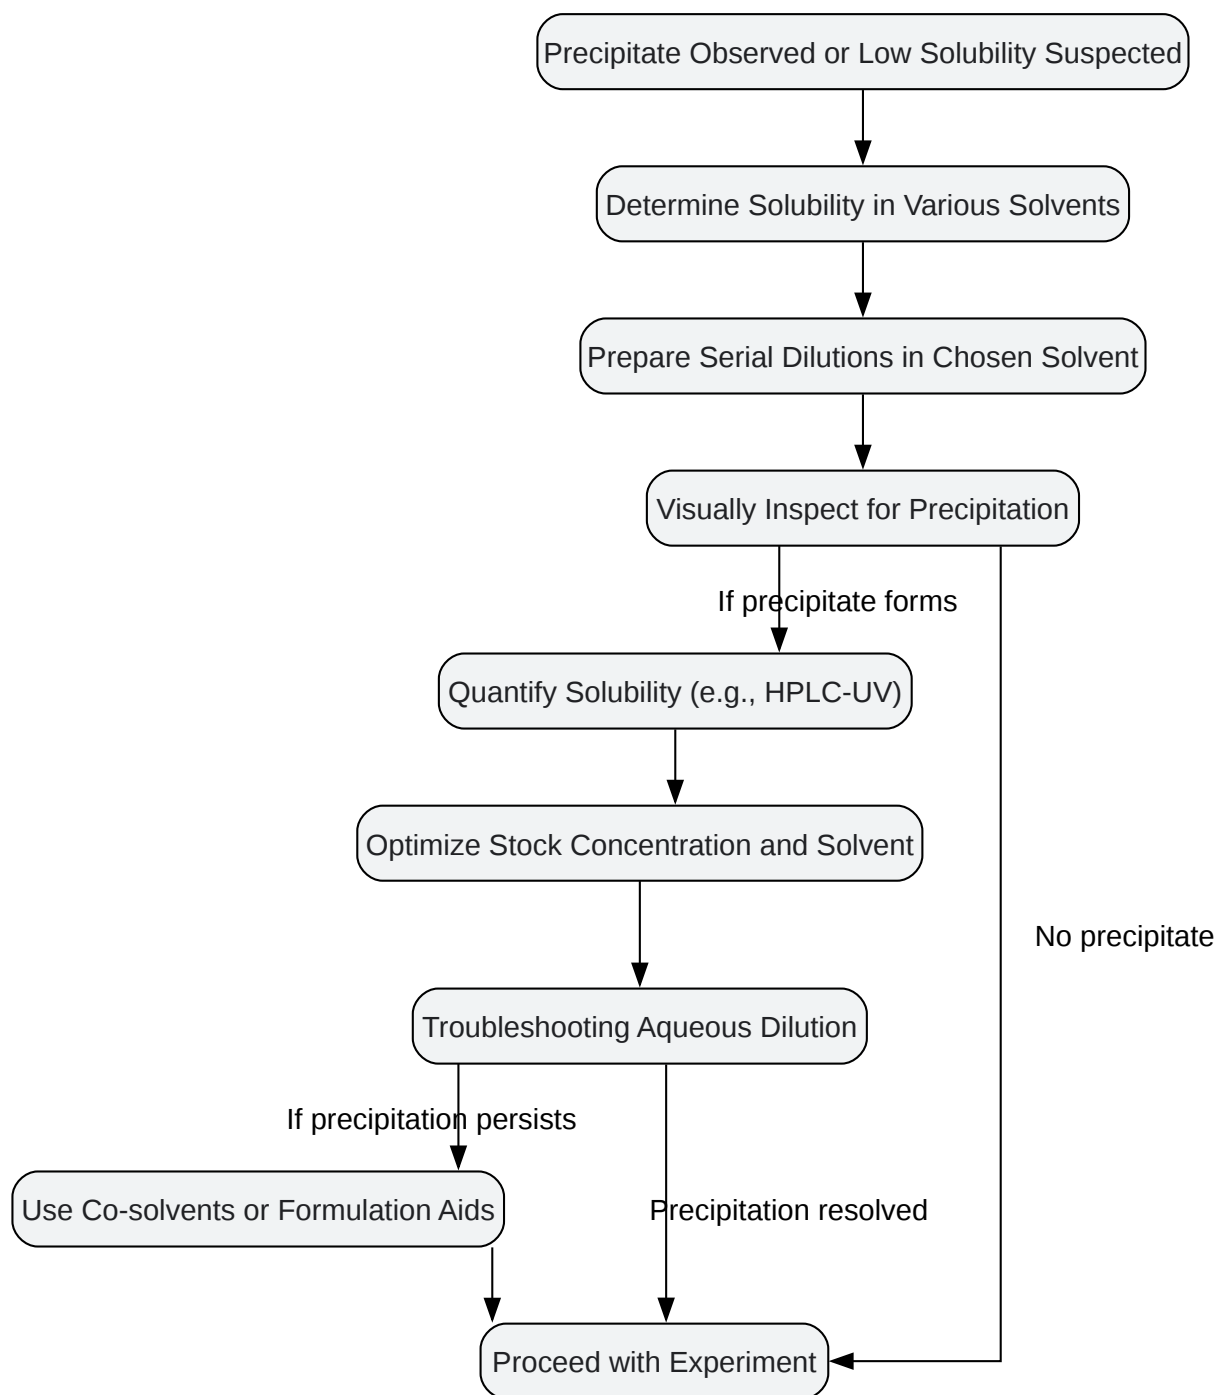 Precipitate Observed or Low Solubility Suspected
Determine Solubility in Various Solvents
Prepare Serial Dilutions in Chosen Solvent
Visually Inspect for Precipitation
If precipitate forms
Quantify Solubility (e.g., HPLC-UV)
Optimize Stock Concentration and Solvent
No precipitate
Troubleshooting Aqueous Dilution
If precipitation persists
Use Co-solvents or Formulation Aids
Precipitation resolved
Proceed with Experiment